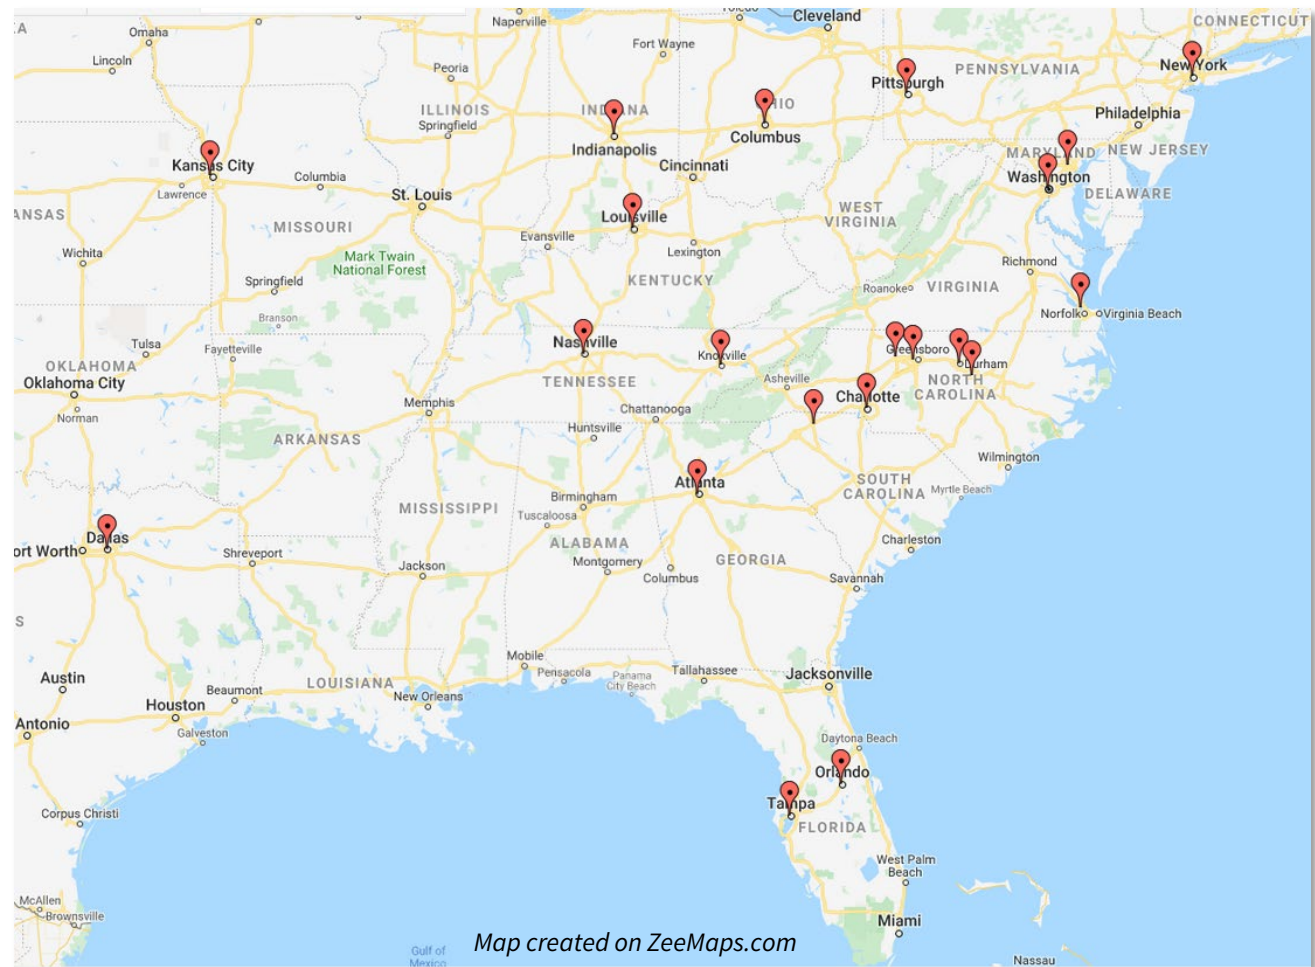 KA
Omaha
Naperville
Toledo
Cleveland
CONNECTICUT
Lincoln
Fort Wayne
Peoria
PENNSYLVANIA
New York
Pittsburgh
ILLINOIS
INDIANA
OHIO
Springfield
Columbus
Philadelphia
Indianapolis
MARYLAND
NEW JERSEY
Kansas City
Columbia
Cincinnati
Washington
Lawrence
St. Louis
DELAWARE
ANSAS
MISSOURI
Louisville
WEST
VIRGINIA
Evansville
Lexington
Wichita
Mark Twain
National Forest
Richmond
Springfield
KENTUCKY
Roanoke
VIRGINIA
Branson
Norfolk
Virginia Beach
Tulsa
Fayetteville
Nashville
Knoxville
Greensboro
Durham
OKLAHOMA
Oklahoma City
TENNESSEE
Asheville
NORTH
CAROLINA
Charlotte
Norman
Memphis
Chattanooga
ARKANSAS
Huntsville
Wilmington
Atlanta
SOUTH
CAROLINA
Myrtle Beach
Birmingham
MISSISSIPPI
Tuscaloosa
Dallas
ort Worth
Shreveport
ALABAMA
GEORGIA
Charleston
Jackson
Montgomery
Columbus
Savannah
S
Austin
Mobile
Pensacola
Panama
City Beach
Tallahassee
Jacksonville
LOUISIANA
Beaumont
New Orleans
Houston
Antonio
Galveston
Daytona Beach
Orlando
Tampa
Corpus Christi
FLORIDA
West Palm
Beach
McAllen
Brownsville
Miami
Map created on ZeeMaps.com
Gulf of
Mexico
Nassau